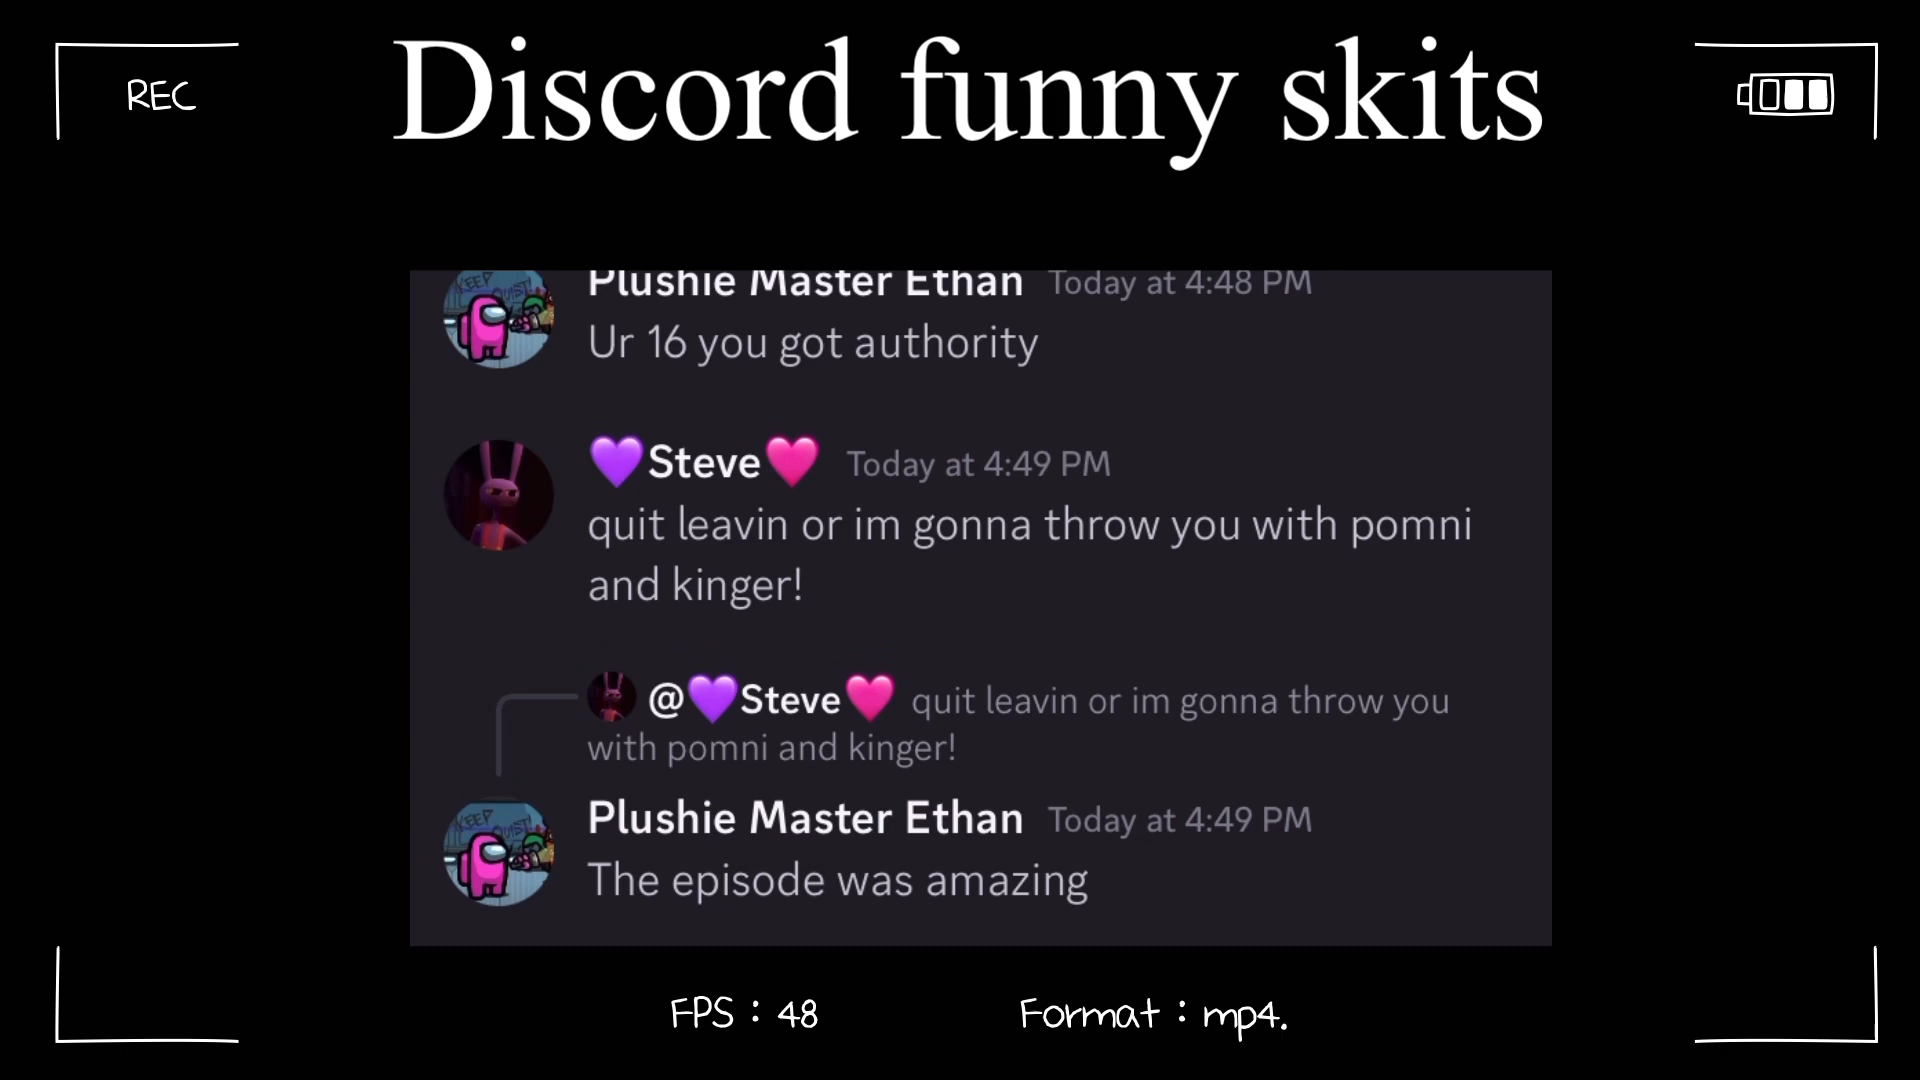 Discord funny skits
REC
Plushie Master Ethan Today at 4:48 PM
Ur 16 you got authority
💜Steve🩷 Today at 4:49 PM
quit leavin or im gonna throw you with pomni
and kinger!
@💜Steve🩷 quit leavin or im gonna throw you
with pomni and kinger!
Plushie Master Ethan Today at 4:49 PM
The episode was amazing
KEEP QUIET!
FPS : 48 Format : mp4.